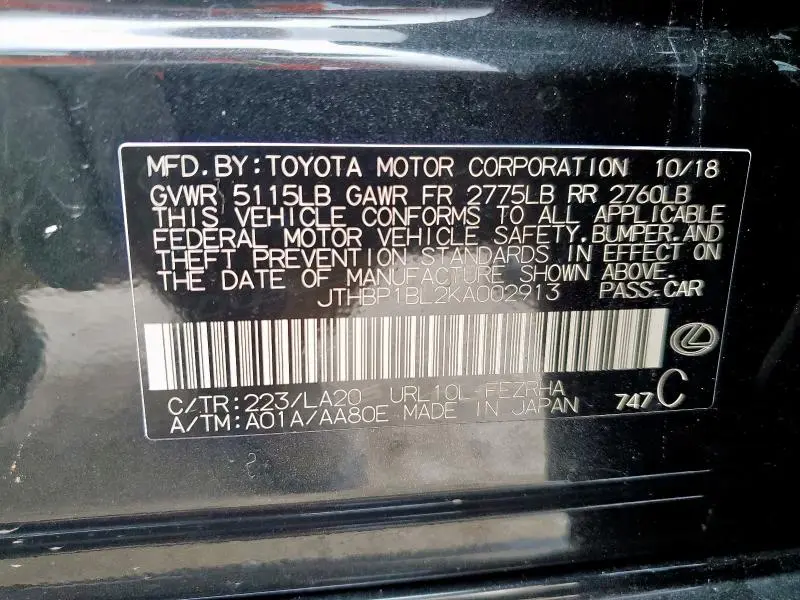 MFD.BY:TOYOTA MOTOR CORPORATION 10/18
GVWR 5115LB GAWR FR 2775LB RR 2760LB
THIS VEHICLE CONFORMS TO ALL APPLICABLE
FEDERAL MOTOR VEHICLE SAFETY,BUMPER,AND
THEFT PREVENTION STANDARDS IN EFFECT ON
THE DATE OF MANUFACTURE SHOWN ABOVE.
JTHBP1BL2KA002913 PASS-CAR
C/TR:223/LA20 URL10L-FEZRHA
A/TM:A01A/AA80E MADE IN JAPAN 747C